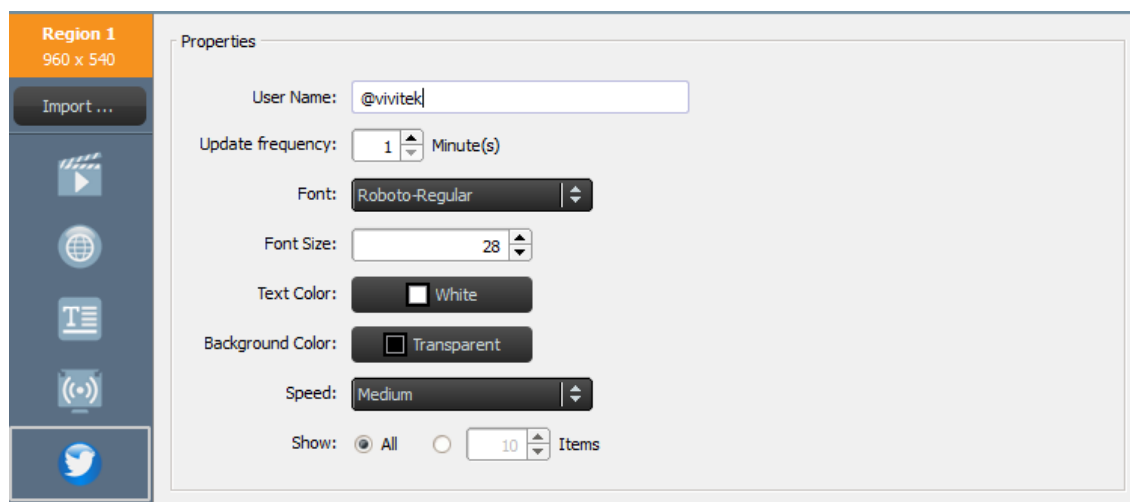 Region 1
960 x 540
Import ...
Properties
User Name: @vivitek
Update frequency: 1 Minute(s)
Font: Roboto-Regular
Font Size: 28
Text Color: White
Background Color: Transparent
Speed: Medium
Show: All 10 Items